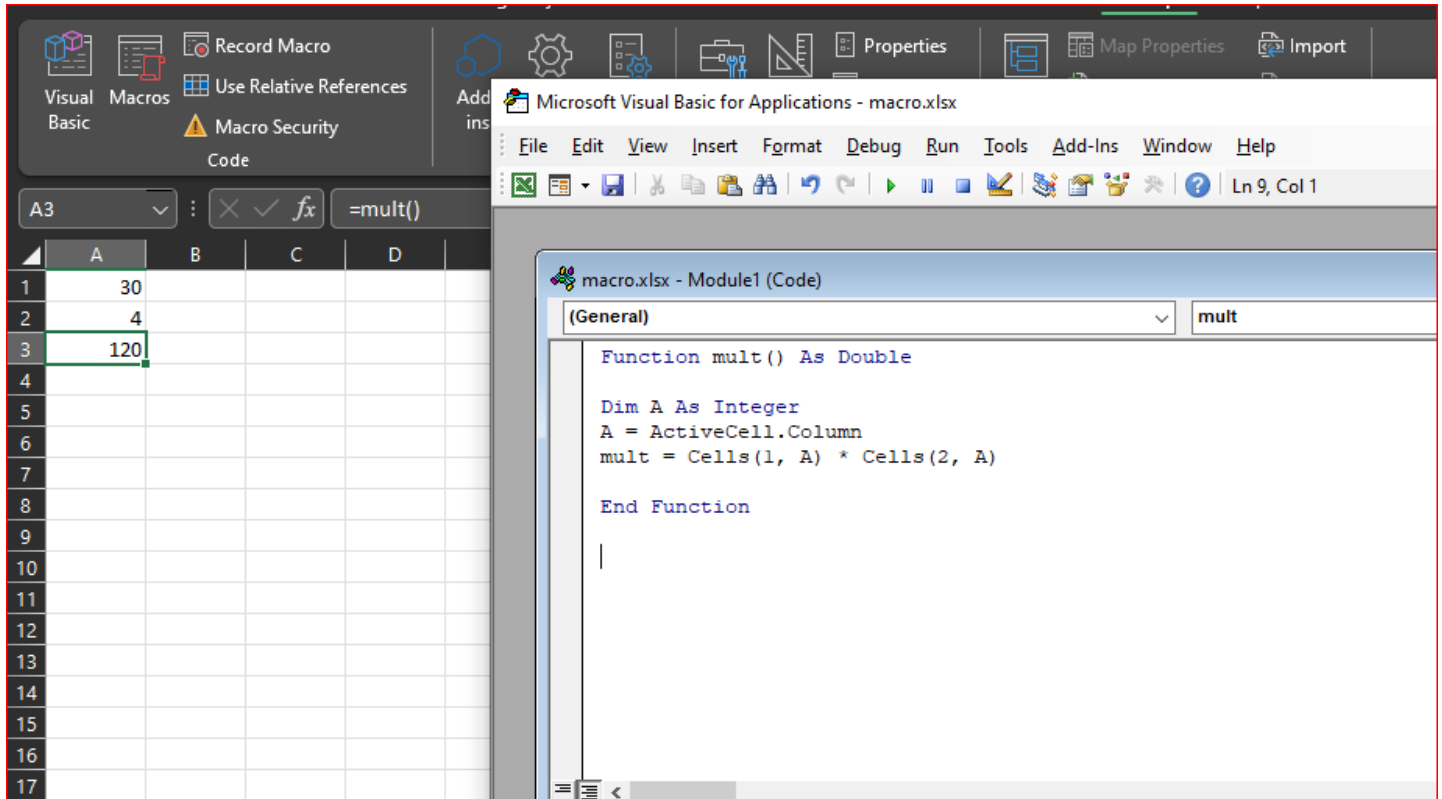 Record Macro
Properties
Map Properties
Import
Use Relative References
Visual Basic
Macros
Add
ins
Macro Security
Code
Microsoft Visual Basic for Applications - macro.xlsx
File Edit View Insert Format Debug Run Tools Add-Ins Window Help
Ln 9, Col 1
A3
fx
=mult()
A B C D
1 30
2 4
3 120
4
5
6
7
8
9
10
11
12
13
14
15
16
17
macro.xlsx - Module1 (Code)
(General)
mult
Function mult() As Double
Dim A As Integer
A = ActiveCell.Column
mult = Cells(1, A) * Cells(2, A)
End Function